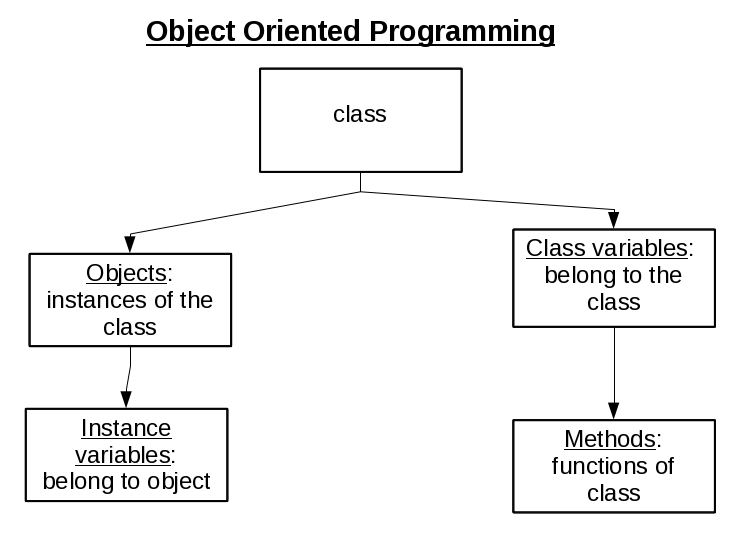 Object Oriented Programming
class
Objects:
instances of the
class
Class variables:
belong to the
class
Instance
variables:
belong to object
Methods:
functions of
class